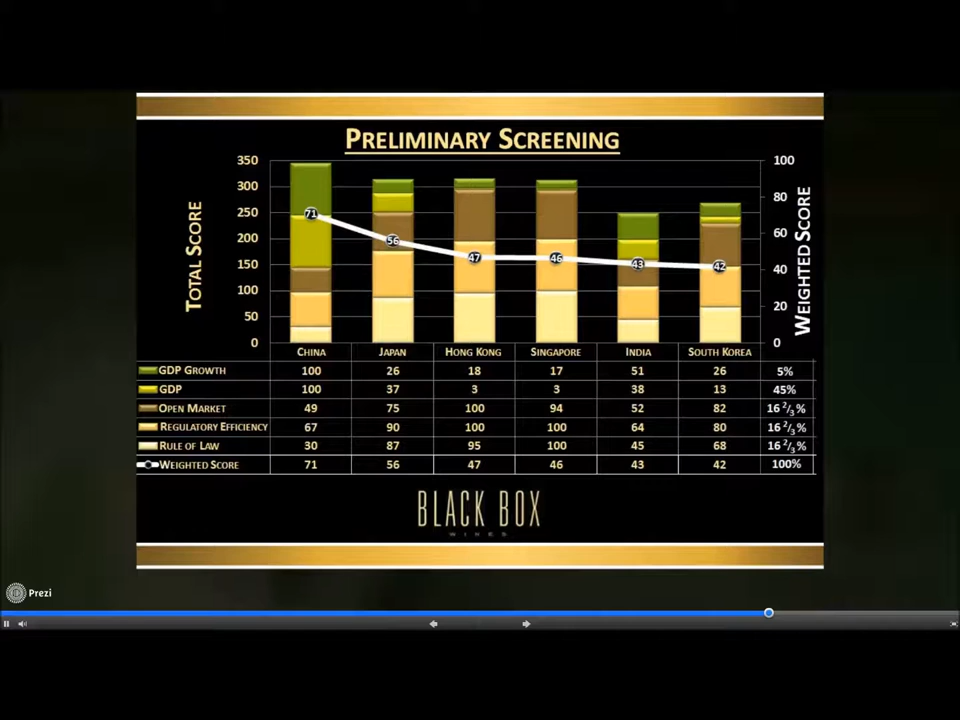 PRELIMINARY SCREENING
TOTAL SCORE
350
300
250
200
150
100
50
0
71
56
47
46
43
42
100
80
60
40
20
0
WEIGHTED SCORE
CHINA JAPAN HONG KONG SINGAPORE INDIA SOUTH KOREA
GDP GROWTH 100 26 18 17 51 26 5%
GDP 100 37 3 3 38 13 45%
OPEN MARKET 49 75 100 94 52 82 16 2/3 %
REGULATORY EFFICIENCY 67 90 100 100 64 80 16 2/3 %
RULE OF LAW 30 87 95 100 45 68 16 2/3 %
WEIGHTED SCORE 71 56 47 46 43 42 100%
BLACK BOX
WINES
Prezi